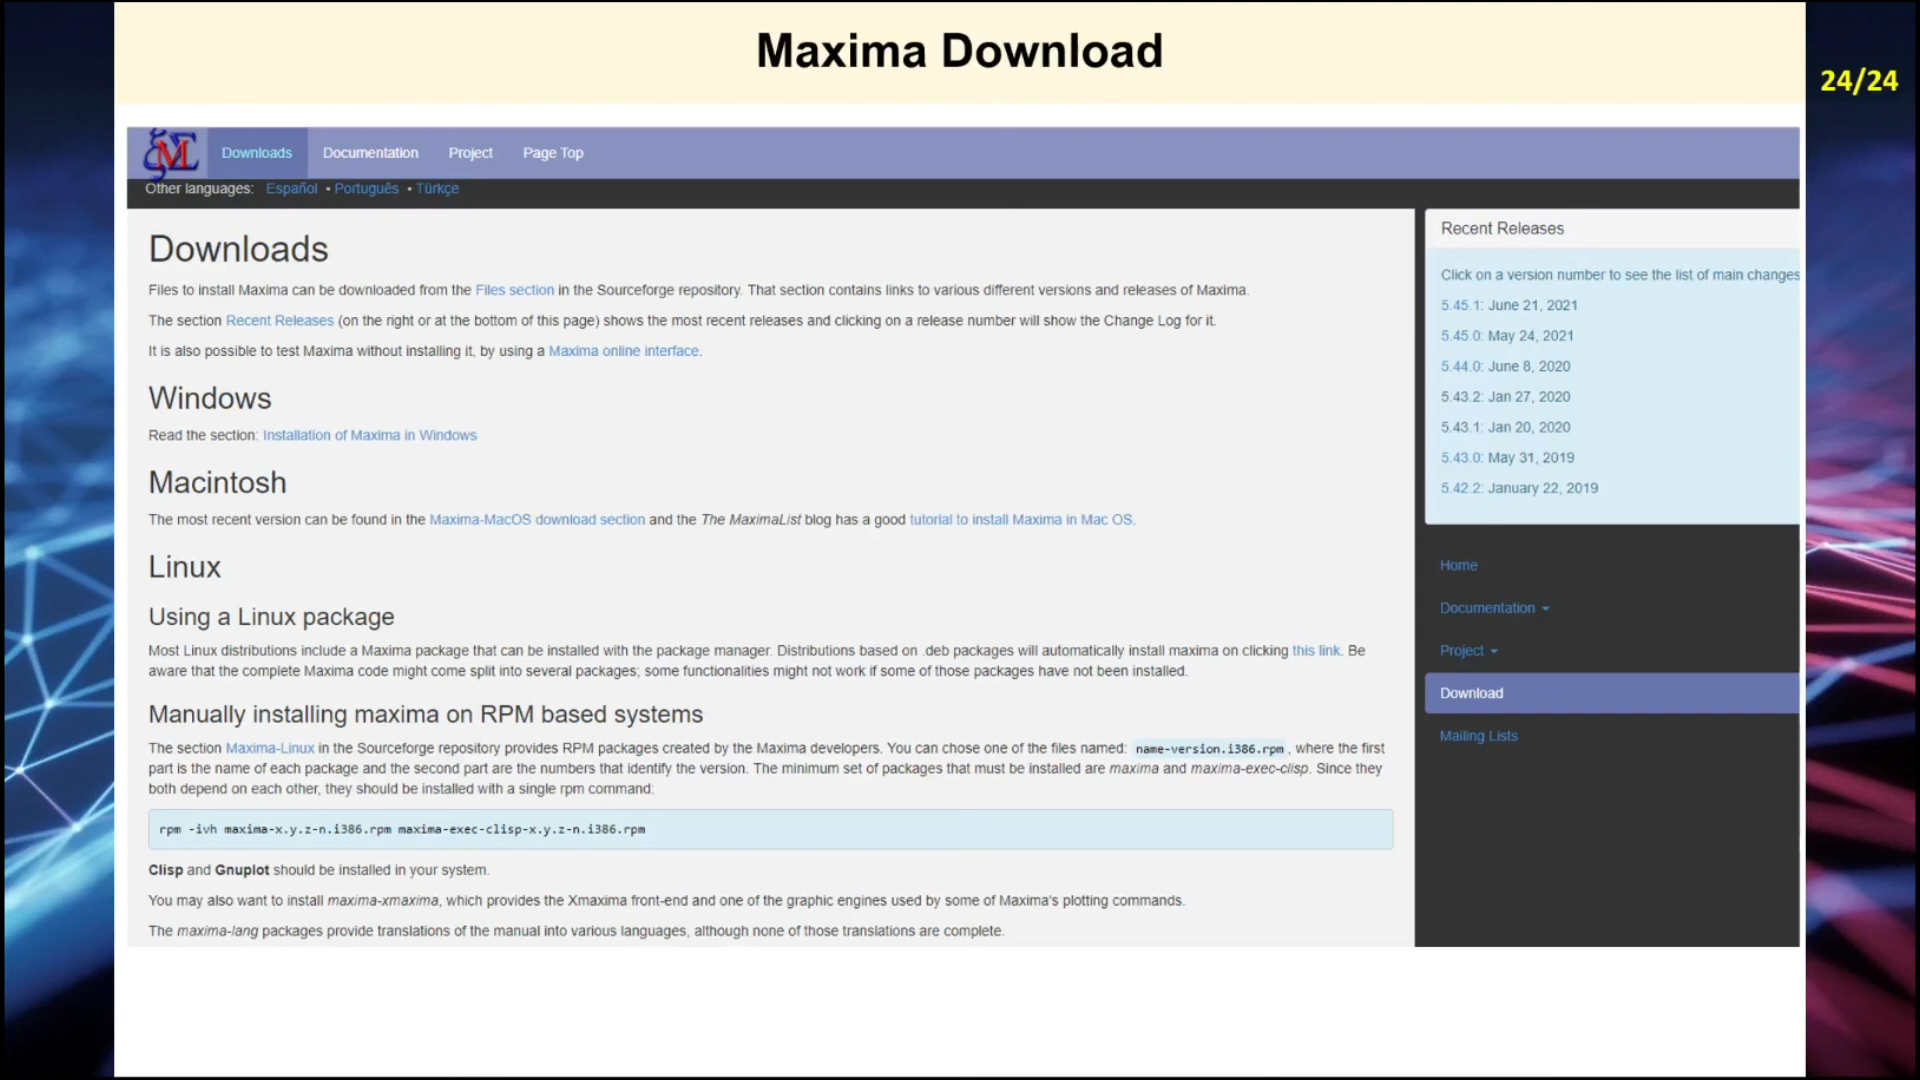 Maxima Download
24/24
Downloads Documentation Project Page Top
Other languages: Español • Português • Türkçe
Downloads
Files to install Maxima can be downloaded from the Files section in the Sourceforge repository. That section contains links to various different versions and releases of Maxima.
The section Recent Releases (on the right or at the bottom of this page) shows the most recent releases and clicking on a release number will show the Change Log for it.
It is also possible to test Maxima without installing it, by using a Maxima online interface.
Windows
Read the section: Installation of Maxima in Windows
Macintosh
The most recent version can be found in the Maxima-MacOS download section and the The MaximaList blog has a good tutorial to install Maxima in Mac OS.
Linux
Using a Linux package
Most Linux distributions include a Maxima package that can be installed with the package manager. Distributions based on .deb packages will automatically install maxima on clicking this link. Be
aware that the complete Maxima code might come split into several packages; some functionalities might not work if some of those packages have not been installed.
Manually installing maxima on RPM based systems
The section Maxima-Linux in the Sourceforge repository provides RPM packages created by the Maxima developers. You can chose one of the files named: name-version.i386.rpm , where the first
part is the name of each package and the second part are the numbers that identify the version. The minimum set of packages that must be installed are maxima and maxima-exec-clisp. Since they
both depend on each other, they should be installed with a single rpm command:
rpm -ivh maxima-x.y.z-n.i386.rpm maxima-exec-clisp-x.y.z-n.i386.rpm
Clisp and Gnuplot should be installed in your system.
You may also want to install maxima-xmaxima, which provides the Xmaxima front-end and one of the graphic engines used by some of Maxima's plotting commands.
The maxima-lang packages provide translations of the manual into various languages, although none of those translations are complete.
Recent Releases
Click on a version number to see the list of main changes
5.45.1: June 21, 2021
5.45.0: May 24, 2021
5.44.0: June 8, 2020
5.43.2: Jan 27, 2020
5.43.1: Jan 20, 2020
5.43.0: May 31, 2019
5.42.2: January 22, 2019
Home
Documentation
Project
Download
Mailing Lists